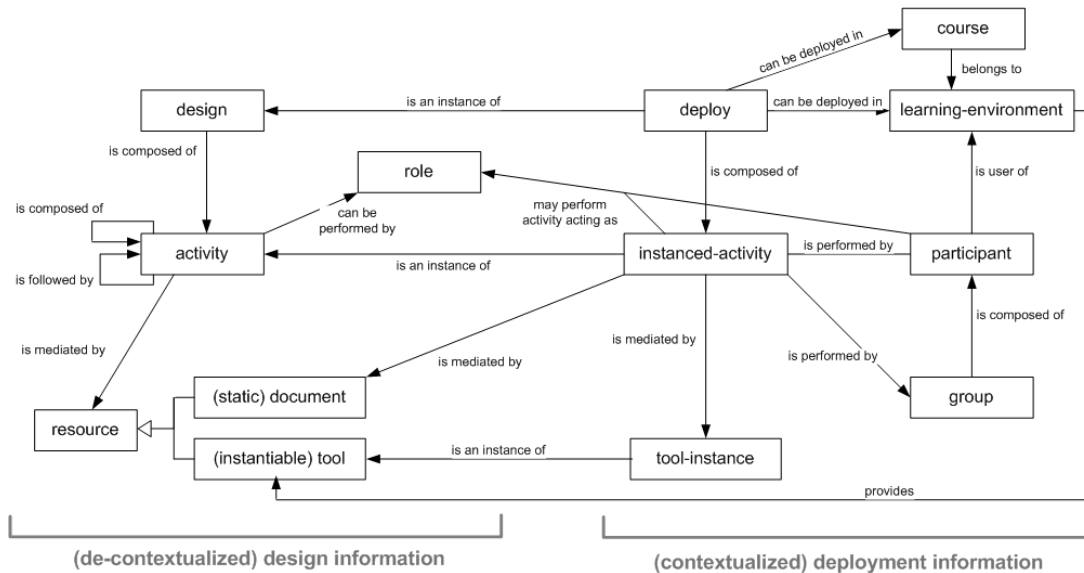 course
can be deployed in
belongs to
design
is an instance of
deploy
can be deployed in
learning-environment
is composed of
role
is composed of
is user of
is composed of
can be
performed by
may perform
activity acting as
activity
is an instance of
instanced-activity
is performed by
participant
is followed by
is composed of
is mediated by
is mediated by
is mediated by
is performed by
(static) document
group
resource
(instantiable) tool
is an instance of
tool-instance
provides
(de-contextualized) design information
(contextualized) deployment information